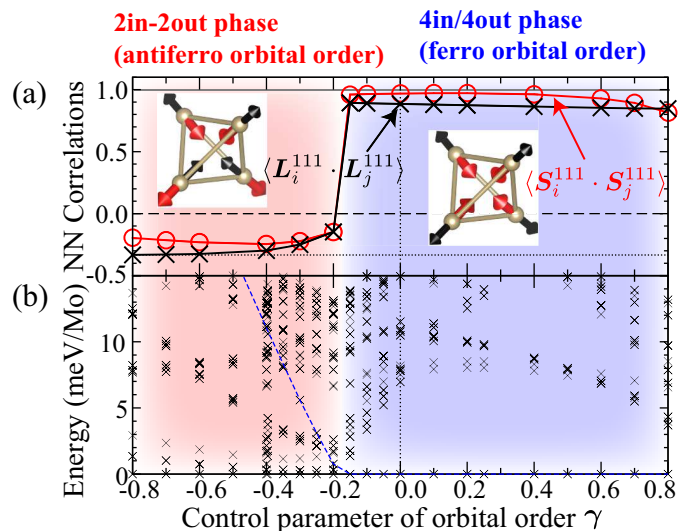 2in-2out phase
(antiferro orbital order)
4in/4out phase
(ferro orbital order)
(a)
NN Correlations
1.0
0.5
0.0
-0.5
⟨L_i^111 · L_j^111⟩
⟨S_i^111 · S_j^111⟩
(b)
Energy (meV/Mo)
10
5
0
-0.8 -0.6 -0.4 -0.2 0.0 0.2 0.4 0.6 0.8
Control parameter of orbital order γ